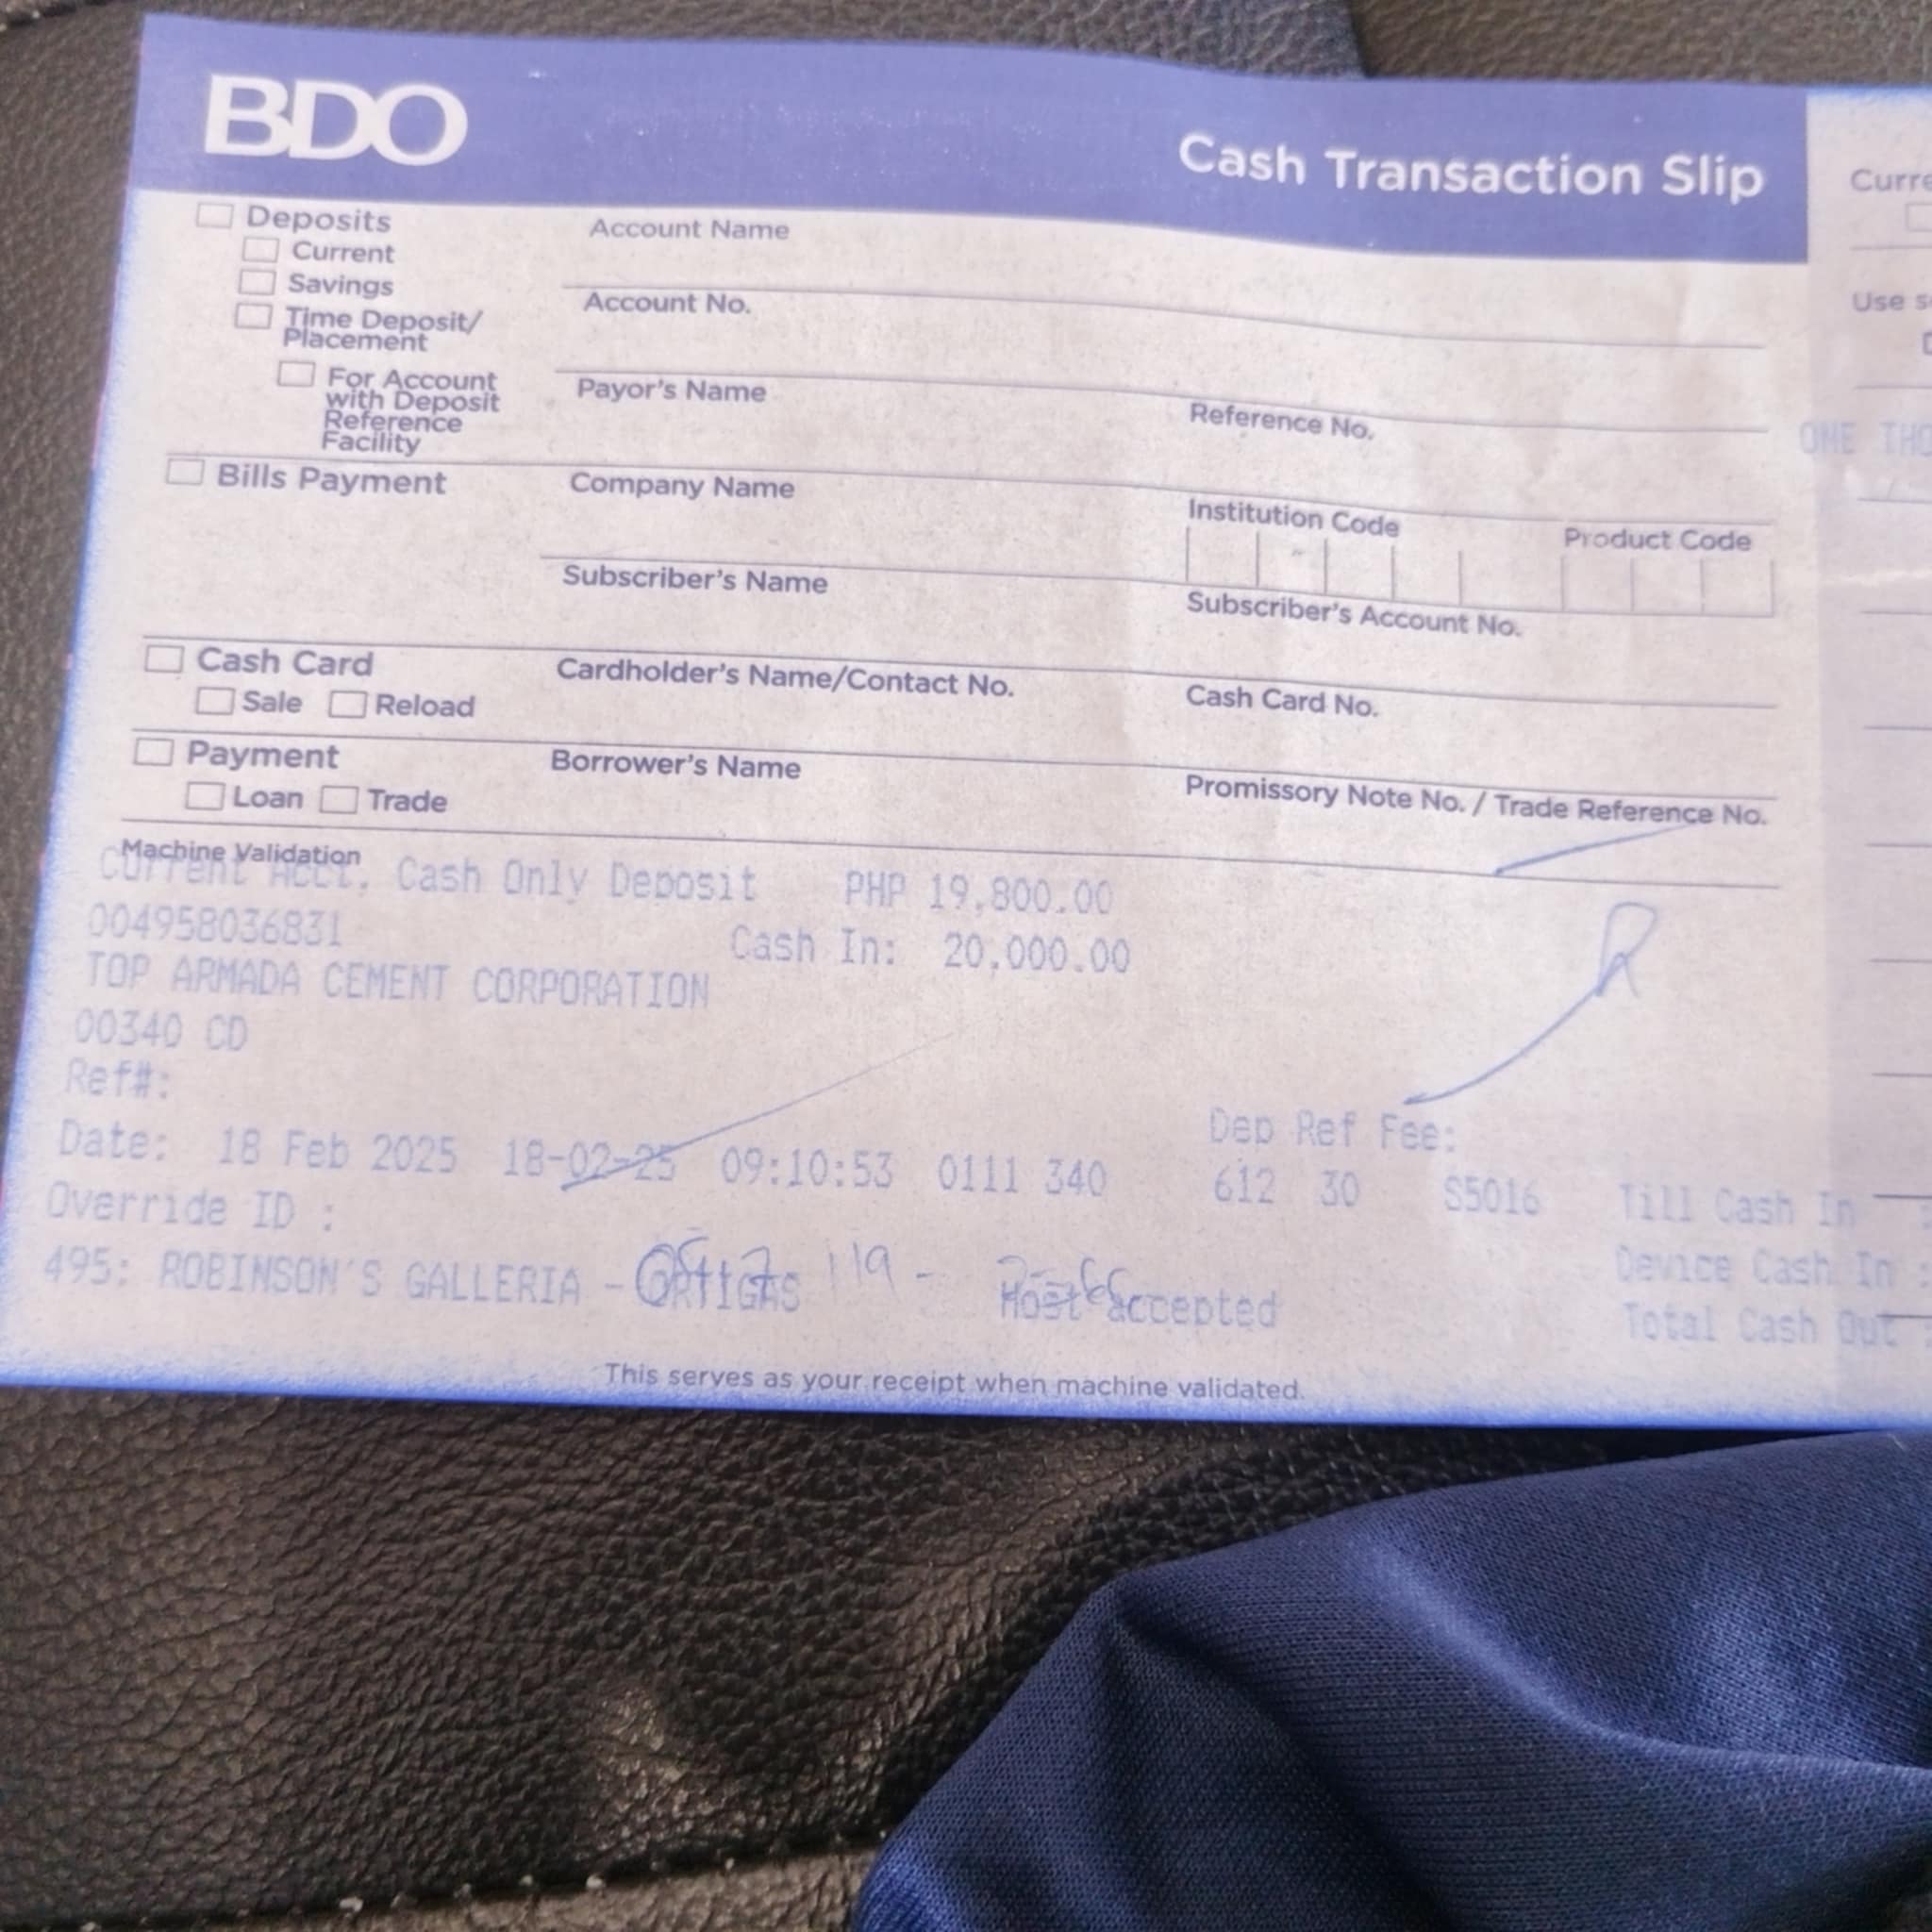 BDO
Cash Transaction Slip
Deposits
Current
Savings
Time Deposit/
Placement
For Account
with Deposit
Reference
Facility
Account Name
Account No.
Payor's Name
Reference No.
Bills Payment
Company Name
Institution Code
Product Code
Subscriber's Name
Subscriber's Account No.
Cash Card
Sale Reload
Cardholder's Name/Contact No.
Cash Card No.
Payment
Loan Trade
Borrower's Name
Promissory Note No. / Trade Reference No.
Machine Validation
Current Acct. Cash Only Deposit PHP 19,800.00
004958036831 Cash In: 20,000.00
TOP ARMADA CEMENT CORPORATION
00340 CD
Ref#:
Dep Ref Fee:
Date: 18 Feb 2025 18-02-25 09:10:53 0111 340 612 30 S5016 Till Cash In
Override ID :
Device Cash In :
495: ROBINSON'S GALLERIA - ORTIGAS 119 - Host accepted
Total Cash Out
This serves as your receipt when machine validated.
ONE